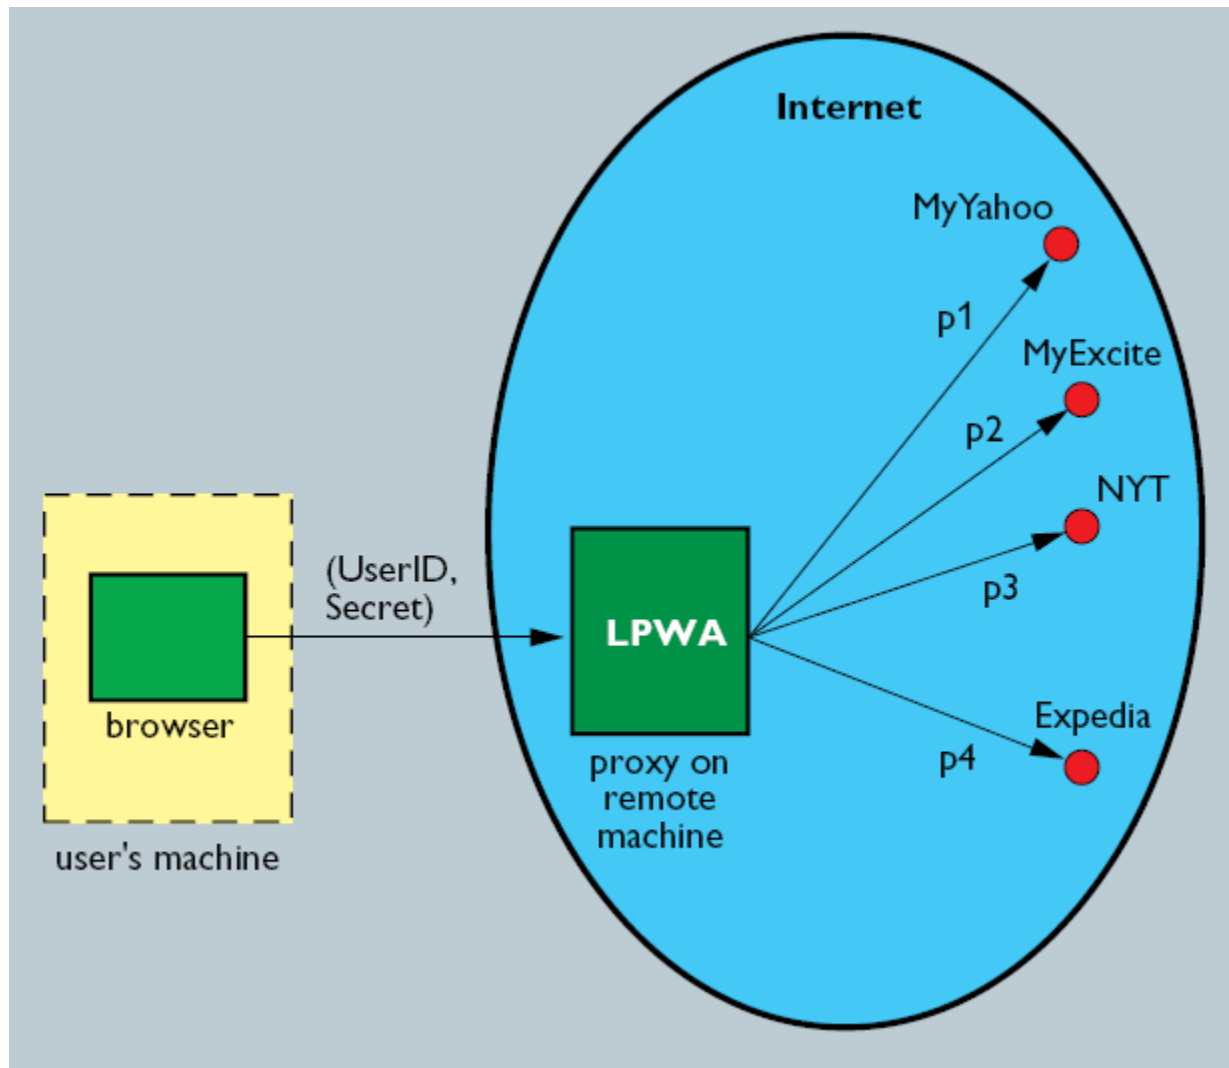 Internet
MyYahoo
p1
MyExcite
p2
NYT
p3
(UserID,
Secret)
LPWA
browser
Expedia
p4
proxy on
remote
machine
user's machine